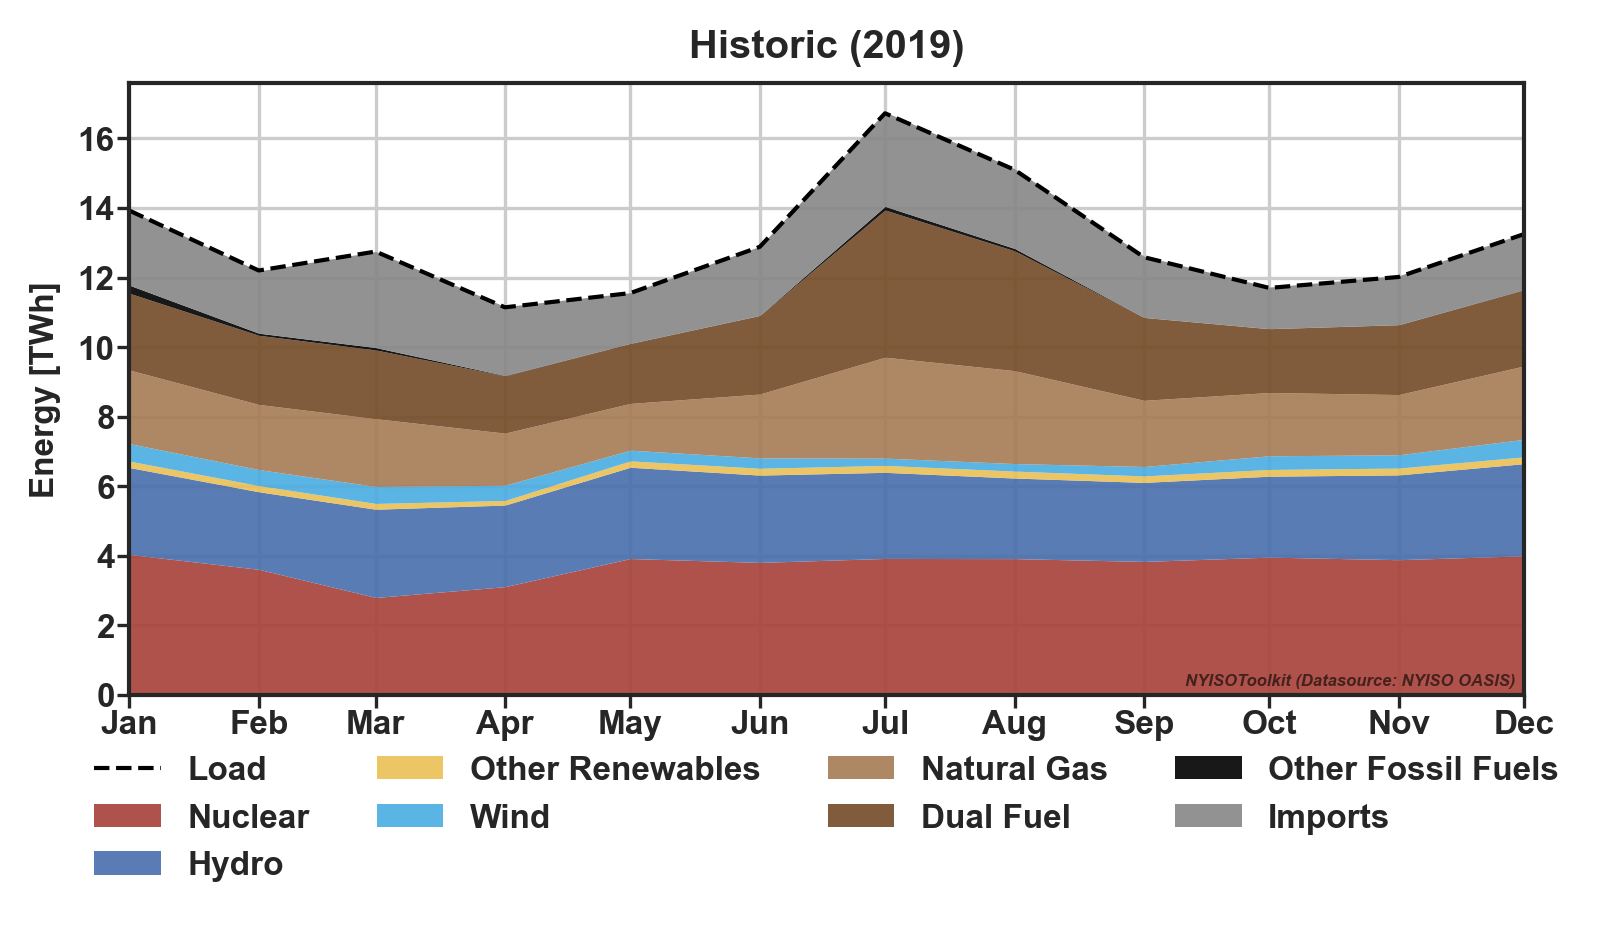 Historic (2019)
Energy [TWh]
16
14
12
10
8
6
4
2
0
NYISOToolkit (Datasource: NYISO OASIS)
Jan Feb Mar Apr May Jun Jul Aug Sep Oct Nov Dec
Load Other Renewables Natural Gas Other Fossil Fuels
Nuclear Wind Dual Fuel Imports
Hydro